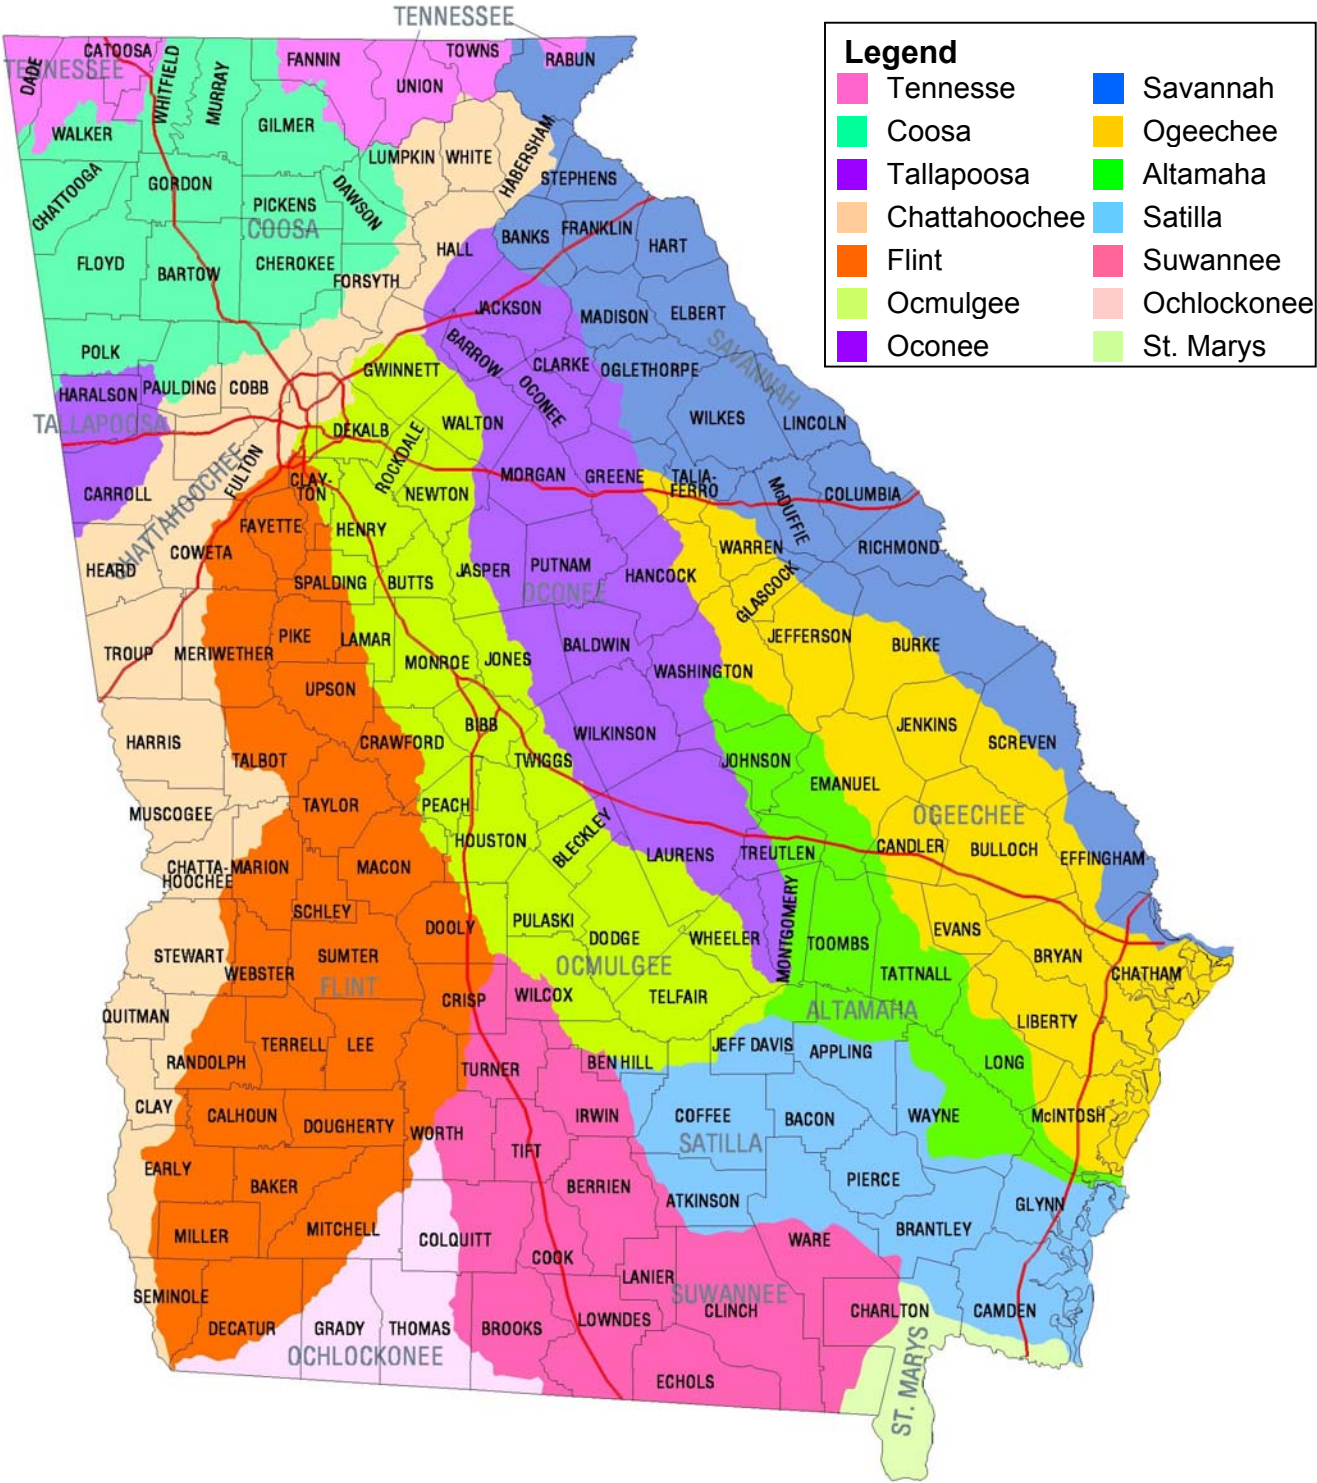 TENNESSEE
Legend
Tennesse
Coosa
Tallapoosa
Chattahoochee
Flint
Ocmulgee
Oconee
Savannah
Ogeechee
Altamaha
Satilla
Suwannee
Ochlockonee
St. Marys
DADE
TENNESSEE
CATOOSA
WHITFIELD
MURRAY
FANNIN
UNION
TOWNS
RABUN
WALKER
GILMER
LUMPKIN
WHITE
HABERSHAM
STEPHENS
CHATTOOGA
GORDON
PICKENS
DAWSON
COOSA
HALL
BANKS
FRANKLIN
HART
FLOYD
BARTOW
CHEROKEE
FORSYTH
JACKSON
MADISON
ELBERT
SAVANNAH
POLK
GWINNETT
BARROW
CLARKE
OCONEE
OGLETHORPE
HARALSON
PAULDING
COBB
TALLAPOOSA
DEKALB
ROCKDALE
WALTON
WILKES
LINCOLN
CARROLL
CHATTAHOOCHEE
FULTON
CLAY-
TON
NEWTON
MORGAN
GREENE
TALIA-
FERRO
McDUFFIE
COLUMBIA
FAYETTE
HENRY
WARREN
RICHMOND
HEARD
COWETA
SPALDING
BUTTS
JASPER
PUTNAM
OCONEE
HANCOCK
GLASCOCK
TROUP
MERIWETHER
PIKE
LAMAR
MONROE
JONES
BALDWIN
WASHINGTON
JEFFERSON
BURKE
UPSON
HARRIS
TALBOT
CRAWFORD
BIBB
TWIGGS
WILKINSON
JOHNSON
EMANUEL
JENKINS
SCREVEN
MUSCOGEE
TAYLOR
PEACH
HOUSTON
BLECKLEY
LAURENS
TREUTLEN
CANDLER
OGEECHEE
BULLOCH
EFFINGHAM
CHATTA-
HOOCHEE
MARION
MACON
SCHLEY
DOOLY
PULASKI
DODGE
WHEELER
MONTGOMERY
TOOMBS
EVANS
BRYAN
CHATHAM
STEWART
WEBSTER
SUMTER
FLINT
CRISP
OCMULGEE
WILCOX
TELFAIR
TATTNALL
ALTAMAHA
LIBERTY
QUITMAN
RANDOLPH
TERRELL
LEE
TURNER
BEN HILL
JEFF DAVIS
APPLING
LONG
CLAY
CALHOUN
DOUGHERTY
WORTH
IRWIN
COFFEE
SATILLA
BACON
WAYNE
McINTOSH
EARLY
BAKER
TIFT
BERRIEN
ATKINSON
PIERCE
GLYNN
MILLER
MITCHELL
COLQUITT
COOK
WARE
BRANTLEY
SEMINOLE
DECATUR
GRADY
THOMAS
OCHLOCKONEE
BROOKS
LANIER
LOWNDES
SUWANNEE
CLINCH
ECHOLS
CHARLTON
CAMDEN
ST. MARYS